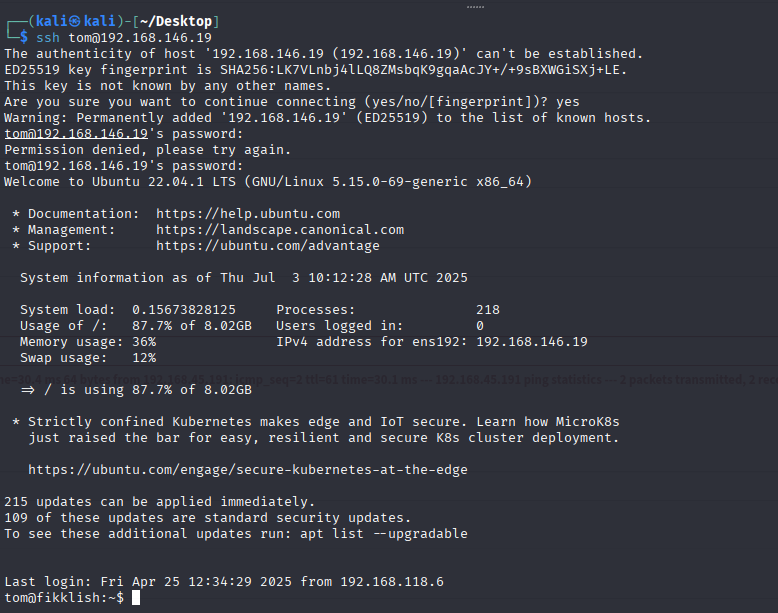 ......
┌──(kali㉿kali)-[~/Desktop]
└─$ ssh tom@192.168.146.19
The authenticity of host '192.168.146.19 (192.168.146.19)' can't be established.
ED25519 key fingerprint is SHA256:LK7VLnbj4lLQ8ZMsbqK9gqaAcJY+/+9sBXWGiSXj+LE.
This key is not known by any other names.
Are you sure you want to continue connecting (yes/no/[fingerprint])? yes
Warning: Permanently added '192.168.146.19' (ED25519) to the list of known hosts.
tom@192.168.146.19's password:
Permission denied, please try again.
tom@192.168.146.19's password:
Welcome to Ubuntu 22.04.1 LTS (GNU/Linux 5.15.0-69-generic x86_64)

 * Documentation:  https://help.ubuntu.com
 * Management:     https://landscape.canonical.com
 * Support:        https://ubuntu.com/advantage

  System information as of Thu Jul  3 10:12:28 AM UTC 2025

  System load:  0.15673828125     Processes:               218
  Usage of /:   87.7% of 8.02GB   Users logged in:         0
  Memory usage: 36%               IPv4 address for ens192: 192.168.146.19
  Swap usage:   12%

  => / is using 87.7% of 8.02GB

 * Strictly confined Kubernetes makes edge and IoT secure. Learn how MicroK8s
   just raised the bar for easy, resilient and secure K8s cluster deployment.

   https://ubuntu.com/engage/secure-kubernetes-at-the-edge

215 updates can be applied immediately.
109 of these updates are standard security updates.
To see these additional updates run: apt list --upgradable


Last login: Fri Apr 25 12:34:29 2025 from 192.168.118.6
tom@fikklish:~$